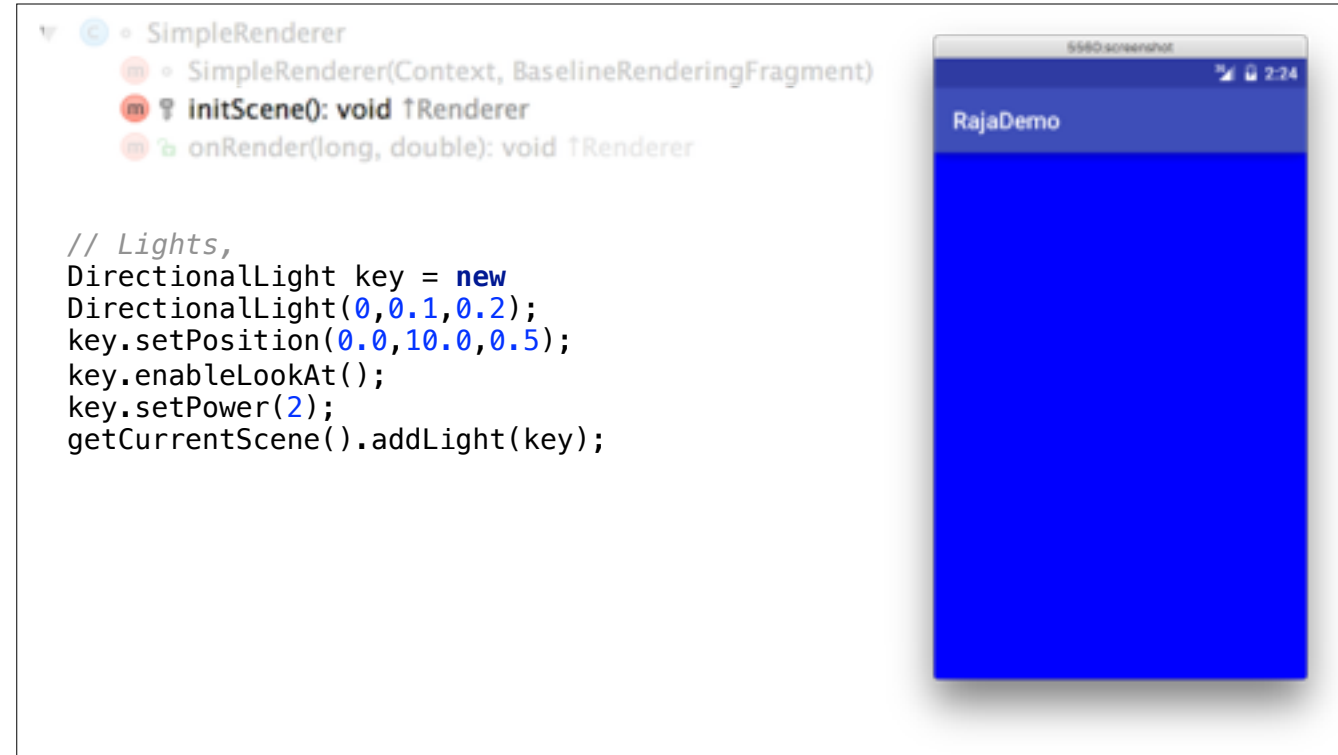 SimpleRenderer
SimpleRenderer(Context, BaselineRenderingFragment)
initScene(): void ↑Renderer
onRender(long, double): void ↑Renderer
// Lights,
DirectionalLight key = new
DirectionalLight(0,0.1,0.2);
key.setPosition(0.0,10.0,0.5);
key.enableLookAt();
key.setPower(2);
getCurrentScene().addLight(key);
screenshot
2:24
RajaDemo